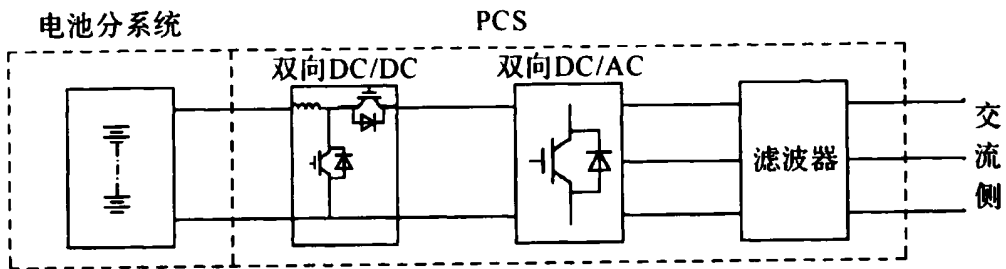 电池分系统
PCS
双向DC/DC
双向DC/AC
滤波器
交流侧